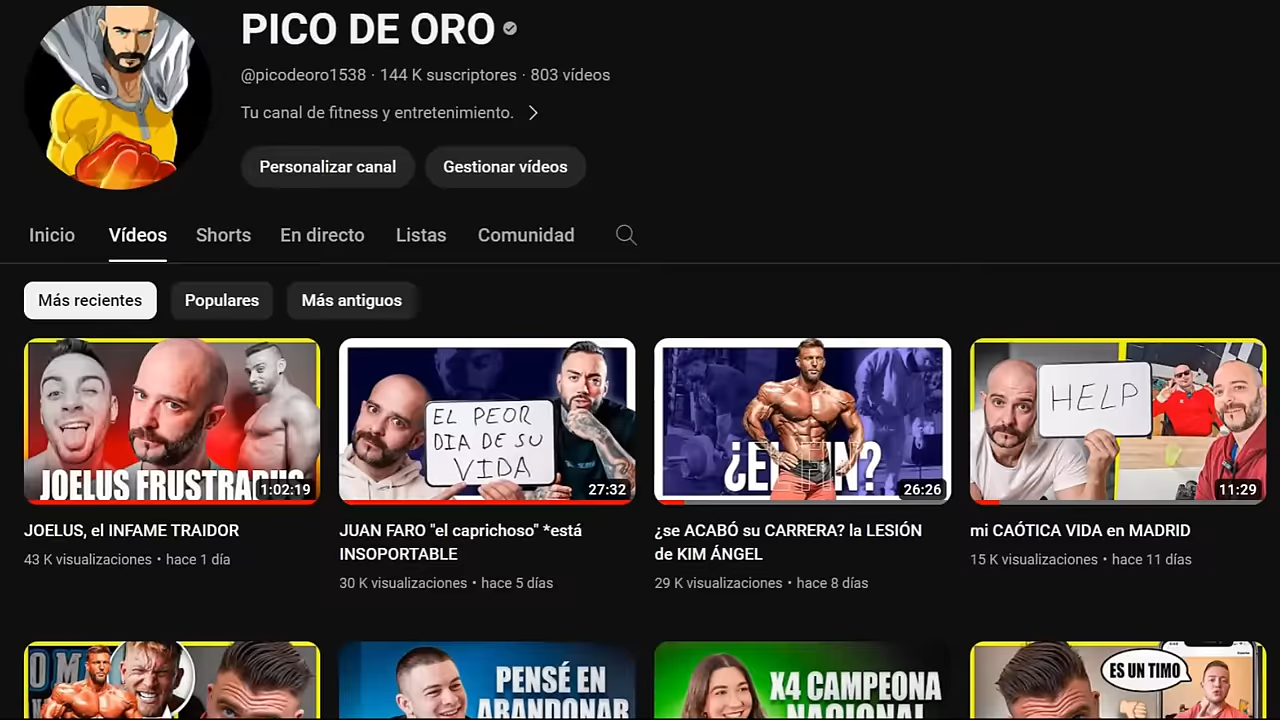 PICO DE ORO
@picodeoro1538 · 144 K suscriptores · 803 vídeos
Tu canal de fitness y entretenimiento.
Personalizar canal
Gestionar vídeos
Inicio
Vídeos
Shorts
En directo
Listas
Comunidad
Más recientes
Populares
Más antiguos
JOELUS
1:02:19
EL PEOR
DIA DE SU
VIDA
27:32
26:26
HELP
11:29
JOELUS, el INFAME TRAIDOR
43 K visualizaciones • hace 1 día
JUAN FARO "el caprichoso" *está
INSOPORTABLE
30 K visualizaciones • hace 5 días
¿se ACABÓ su CARRERA? la LESIÓN
de KIM ÁNGEL
29 K visualizaciones • hace 8 días
mi CAÓTICA VIDA en MADRID
15 K visualizaciones • hace 11 días
PENSÉ EN
ABANDONAR
X4 CAMPEONA
NACIONAL
ES UN TIMO